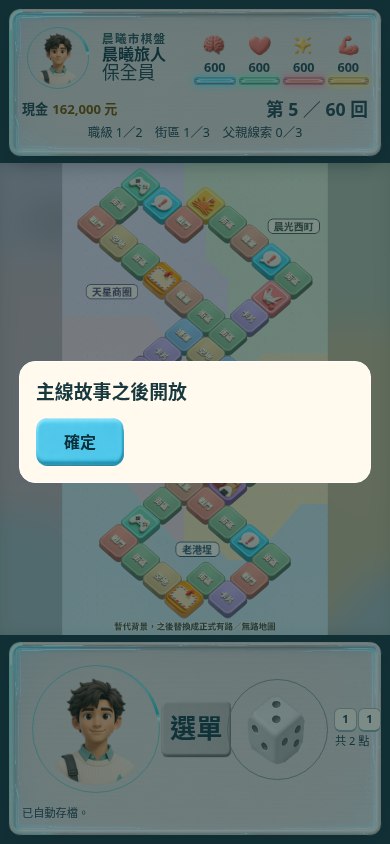 晨曦市棋盤
晨曦旅人
保全員
600 600 600 600
現金 162,000 元
第 5 ／ 60 回
職級 1／2 街區 1／3 父親線索 0／3
晨光西町
天星商圈
主線故事之後開放
確定
老港埕
暫代背景，之後替換成正式有路／無路地圖
選單
1 1
共 2 點
已自動存檔。